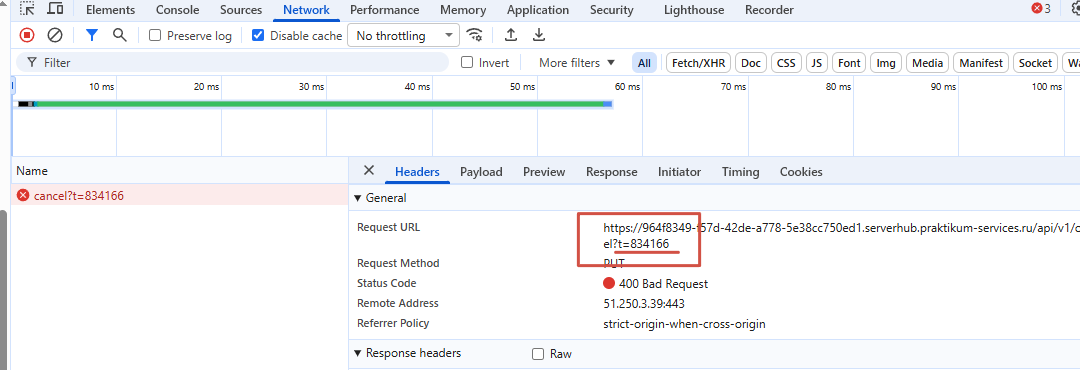 Elements Console Sources Network Performance Memory Application Security Lighthouse Recorder 3
Preserve log Disable cache No throttling
Filter Invert More filters All Fetch/XHR Doc CSS JS Font Img Media Manifest Socket Wa
10 ms 20 ms 30 ms 40 ms 50 ms 60 ms 70 ms 80 ms 90 ms 100 ms
Name Headers Payload Preview Response Initiator Timing Cookies
cancel?t=834166
General
Request URL https://964f8349-f57d-42de-a778-5e38cc750ed1.serverhub.praktikum-services.ru/api/v1/o
el?t=834166
Request Method PUT
Status Code 400 Bad Request
Remote Address 51.250.3.39:443
Referrer Policy strict-origin-when-cross-origin
Response headers Raw